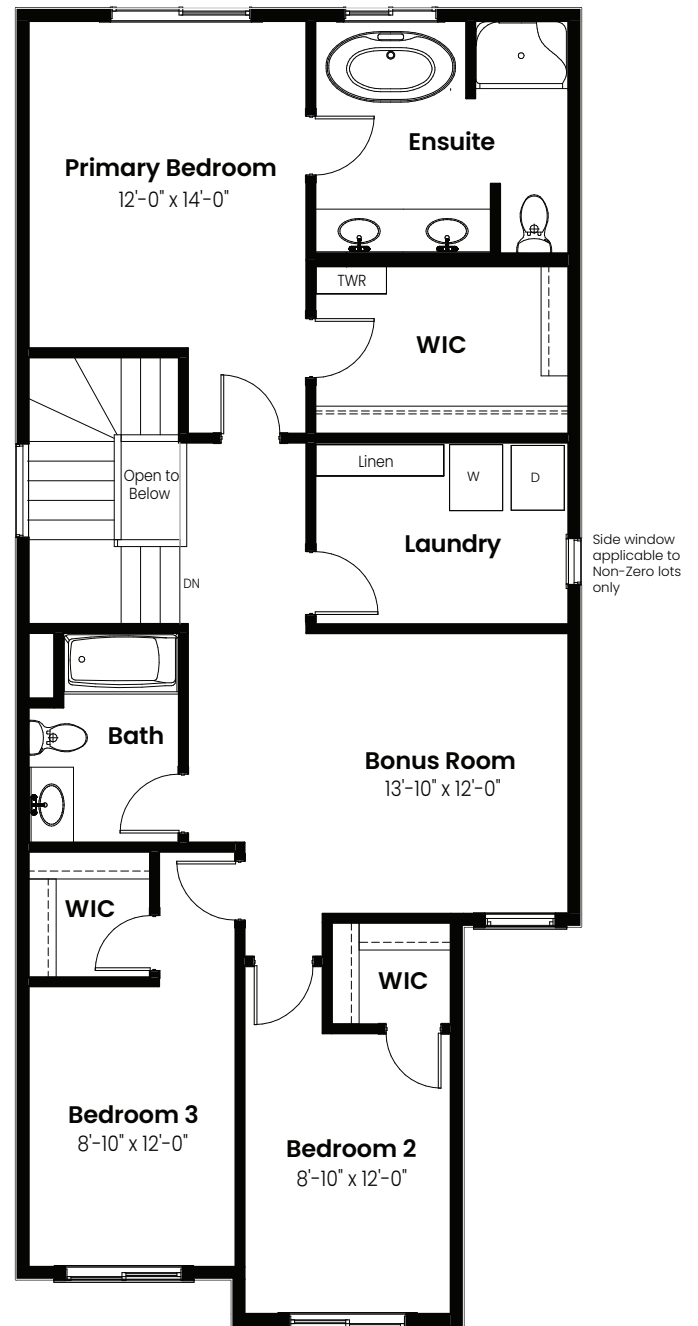 Ensuite
Primary Bedroom
12'-0" x 14'-0"
TWR
WIC
Linen
W
D
Open to
Below
Laundry
Side window
applicable to
Non-Zero lots
only
DN
Bath
Bonus Room
13'-10" x 12'-0"
WIC
WIC
Bedroom 3
8'-10" x 12'-0"
Bedroom 2
8'-10" x 12'-0"